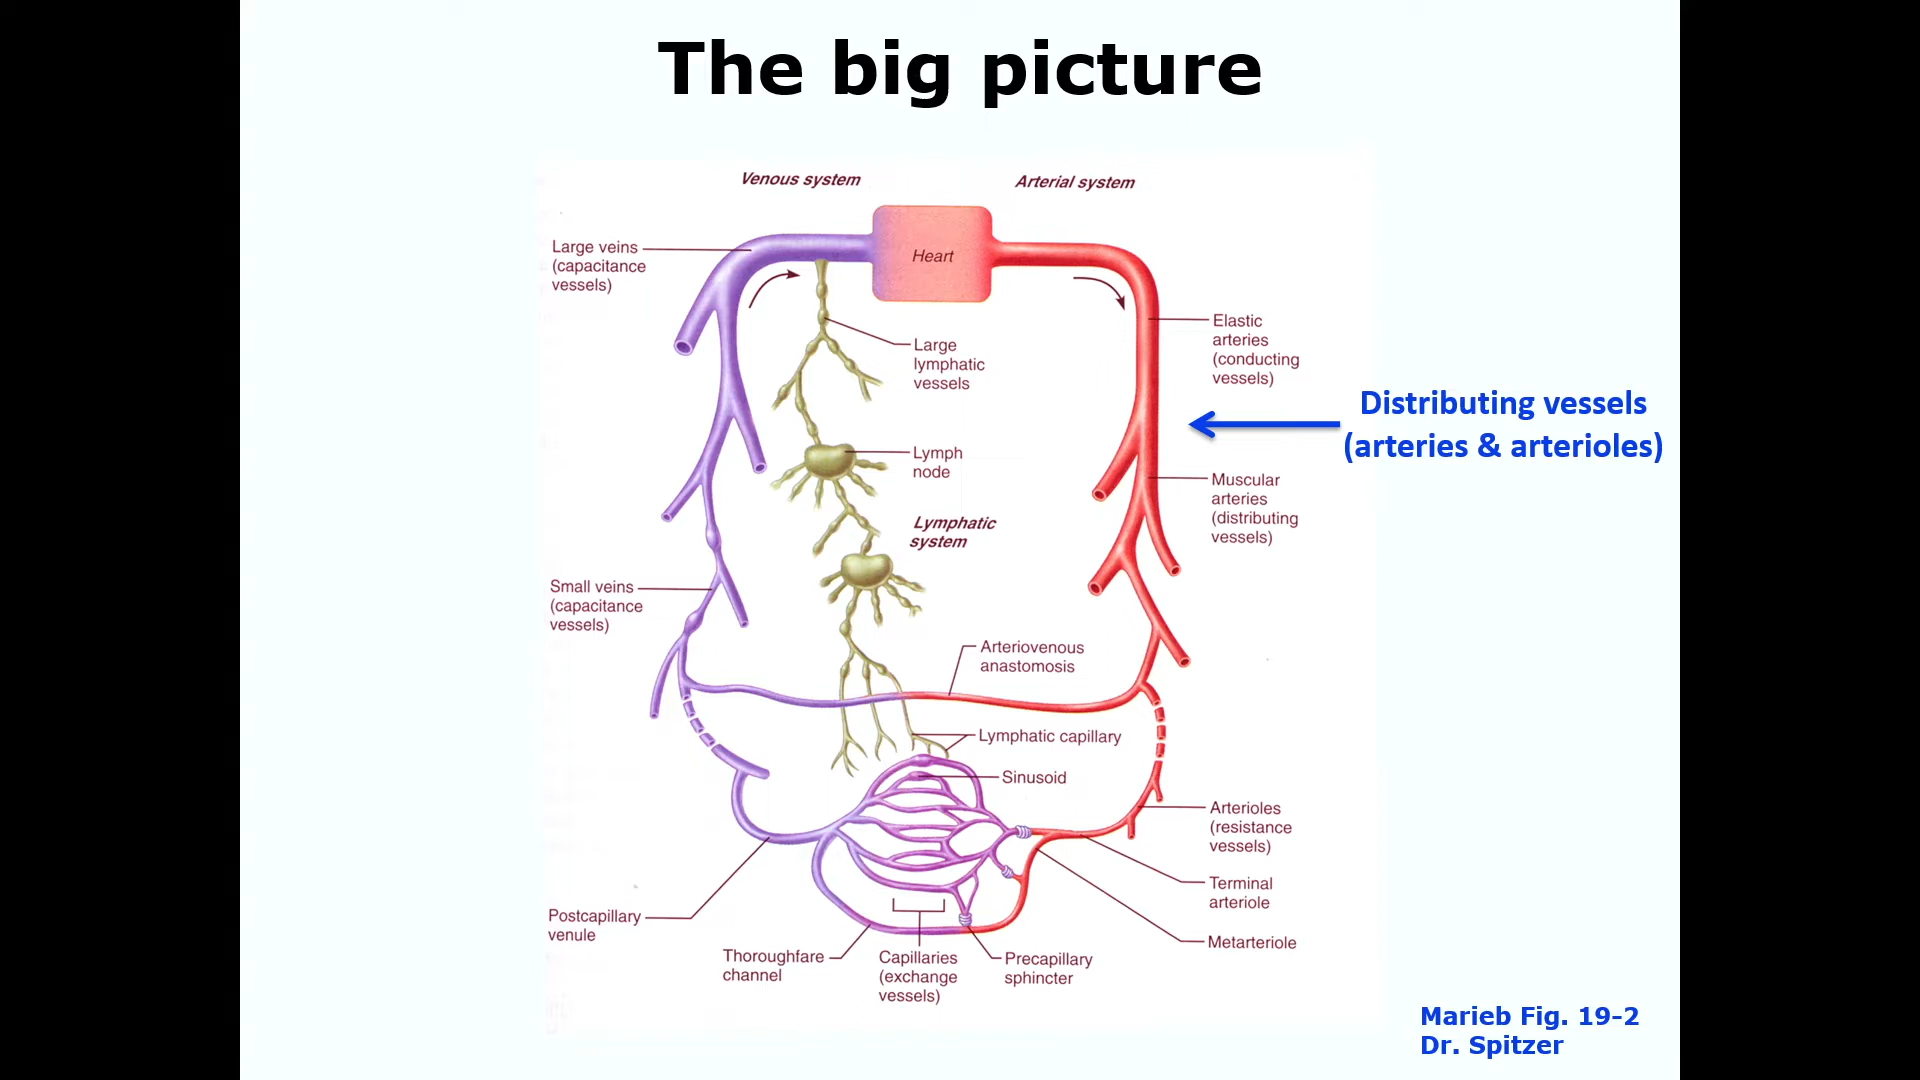 The big picture
Venous system
Arterial system
Large veins
(capacitance
vessels)
Heart
Elastic
arteries
(conducting
vessels)
Large
lymphatic
vessels
Distributing vessels
(arteries & arterioles)
Lymph
node
Muscular
arteries
(distributing
vessels)
Lymphatic
system
Small veins
(capacitance
vessels)
Arteriovenous
anastomosis
Lymphatic capillary
Sinusoid
Arterioles
(resistance
vessels)
Terminal
arteriole
Postcapillary
venule
Metarteriole
Thoroughfare
channel
Capillaries
(exchange
vessels)
Precapillary
sphincter
Marieb Fig. 19-2
Dr. Spitzer